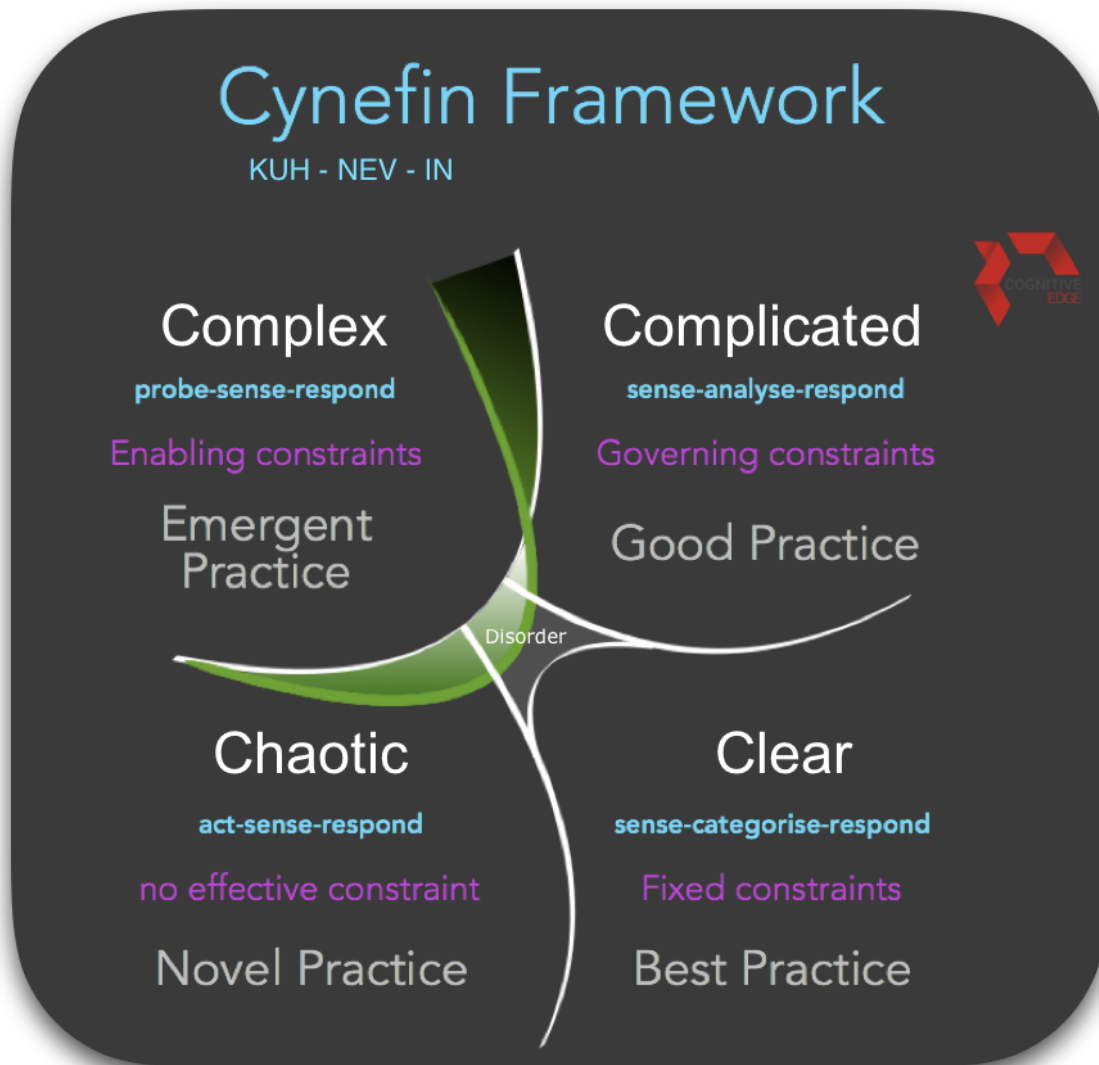 Cynefin Framework
KUH - NEV - IN
COGNITIVE
EDGE
Complex
probe-sense-respond
Enabling constraints
Emergent
Practice
Complicated
sense-analyse-respond
Governing constraints
Good Practice
Disorder
Chaotic
act-sense-respond
no effective constraint
Novel Practice
Clear
sense-categorise-respond
Fixed constraints
Best Practice